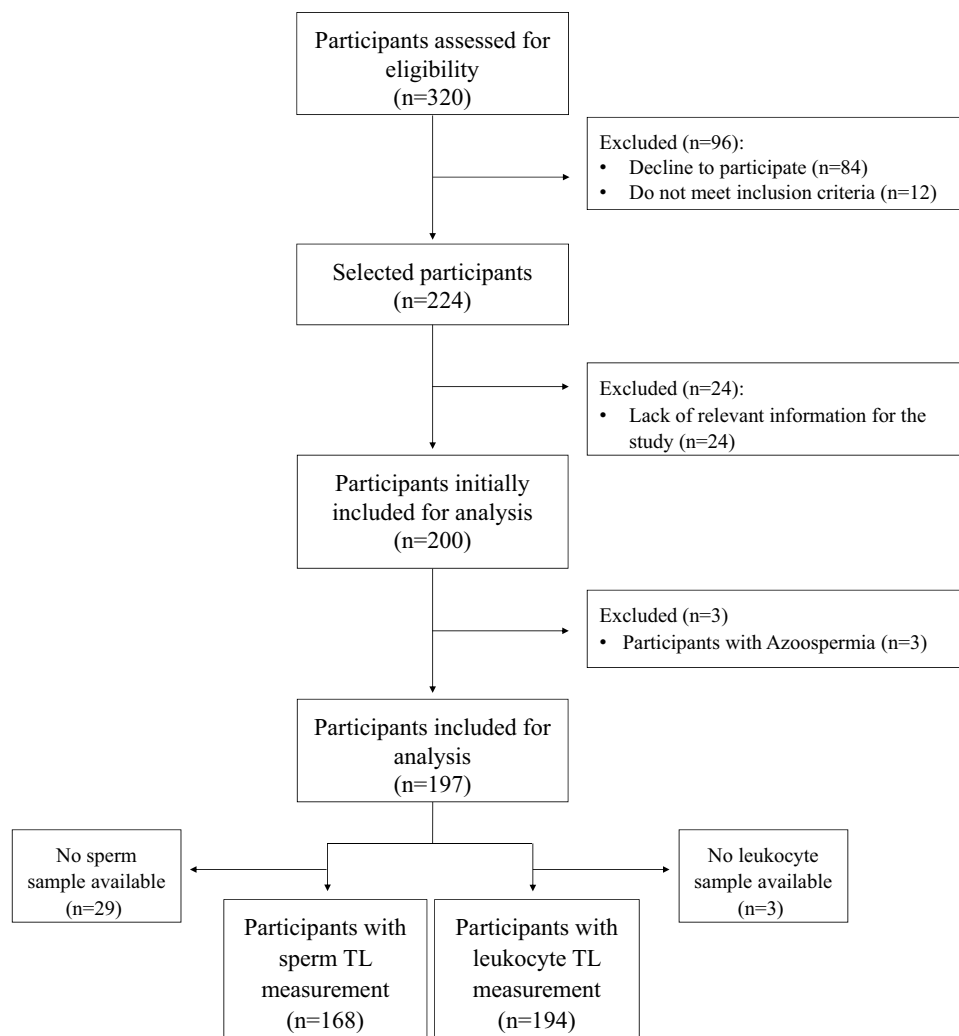 Participants assessed for
eligibility
(n=320)
Excluded (n=96):
• Decline to participate (n=84)
• Do not meet inclusion criteria (n=12)
Selected participants
(n=224)
Excluded (n=24):
• Lack of relevant information for the
study (n=24)
Participants initially
included for analysis
(n=200)
Excluded (n=3)
• Participants with Azoospermia (n=3)
Participants included for
analysis
(n=197)
No sperm
sample available
(n=29)
No leukocyte
sample available
(n=3)
Participants with
sperm TL
measurement
(n=168)
Participants with
leukocyte TL
measurement
(n=194)